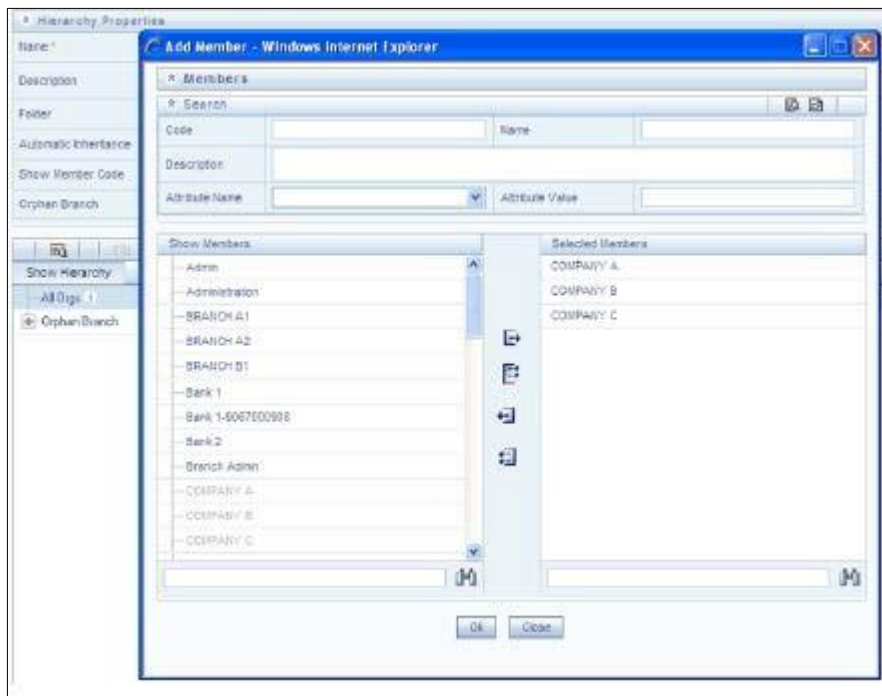 Hierarchy Properties
Name *
Description
Folder
Automatic Inheritance
Show Member Code
Orphan Branch
Show Hierarchy
All Orgs
Orphan Branch
Add Member - Windows Internet Explorer
Members
Search
Code
Name
Description
Attribute Name
Attribute Value
Show Members
Admin
Administration
BRANCH A1
BRANCH A2
BRANCH B1
Bank 1
Bank 1-9067000908
Bank 2
Branch Admin
COMPANY A
COMPANY B
COMPANY C
Selected Members
COMPANY A
COMPANY B
COMPANY C
Ok
Close